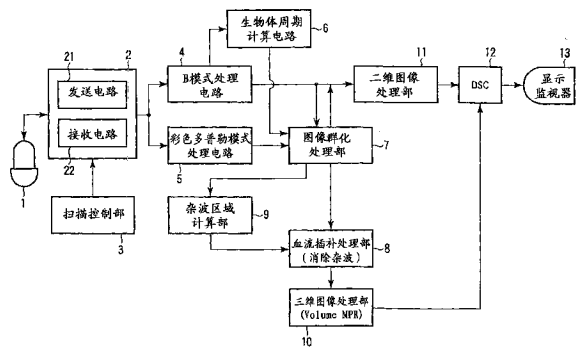 生物体周期
计算电路
6
21
2
4
11
12
13
发送电路
B模式处理
电路
二维图像
处理部
DSC
显示
监视器
接收电路
22
彩色多普勒模式
处理电路
5
图像群化
处理部
7
1
扫描控制部
3
杂波区域
计算部
9
血流插补处理部
(消除杂波)
8
三维图像处理部
(Volume MPR)
10